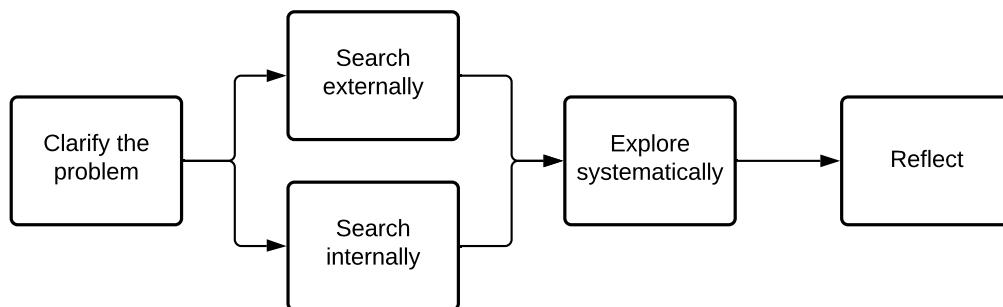 Clarify the
problem
Search
externally
Search
internally
Explore
systematically
Reflect